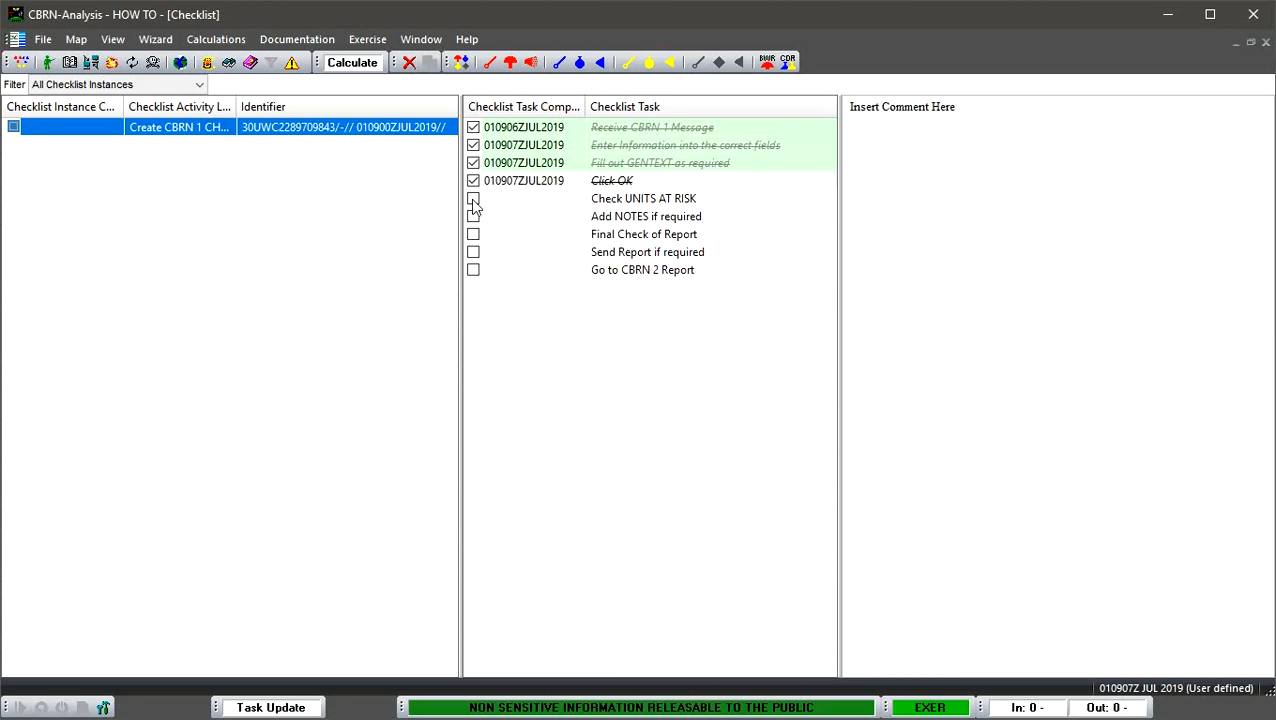 CBRN-Analysis - HOW TO - [Checklist]
File Map View Wizard Calculations Documentation Exercise Window Help
Calculate BWR CDR
Filter All Checklist Instances
Checklist Instance C... Checklist Activity L... Identifier Checklist Task Comp... Checklist Task Insert Comment Here
Create CBRN 1 CH... 30UWC2289709843/-// 010900ZJUL2019// 010906ZJUL2019 Receive CBRN 1 Message
010907ZJUL2019 Enter Information into the correct fields
010907ZJUL2019 Fill out GENTEXT as required
010907ZJUL2019 Click OK
Check UNITS AT RISK
Add NOTES if required
Final Check of Report
Send Report if required
Go to CBRN 2 Report
010907Z JUL 2019 (User defined)
Task Update NON SENSITIVE INFORMATION RELEASABLE TO THE PUBLIC EXER In: 0 - Out: 0 -